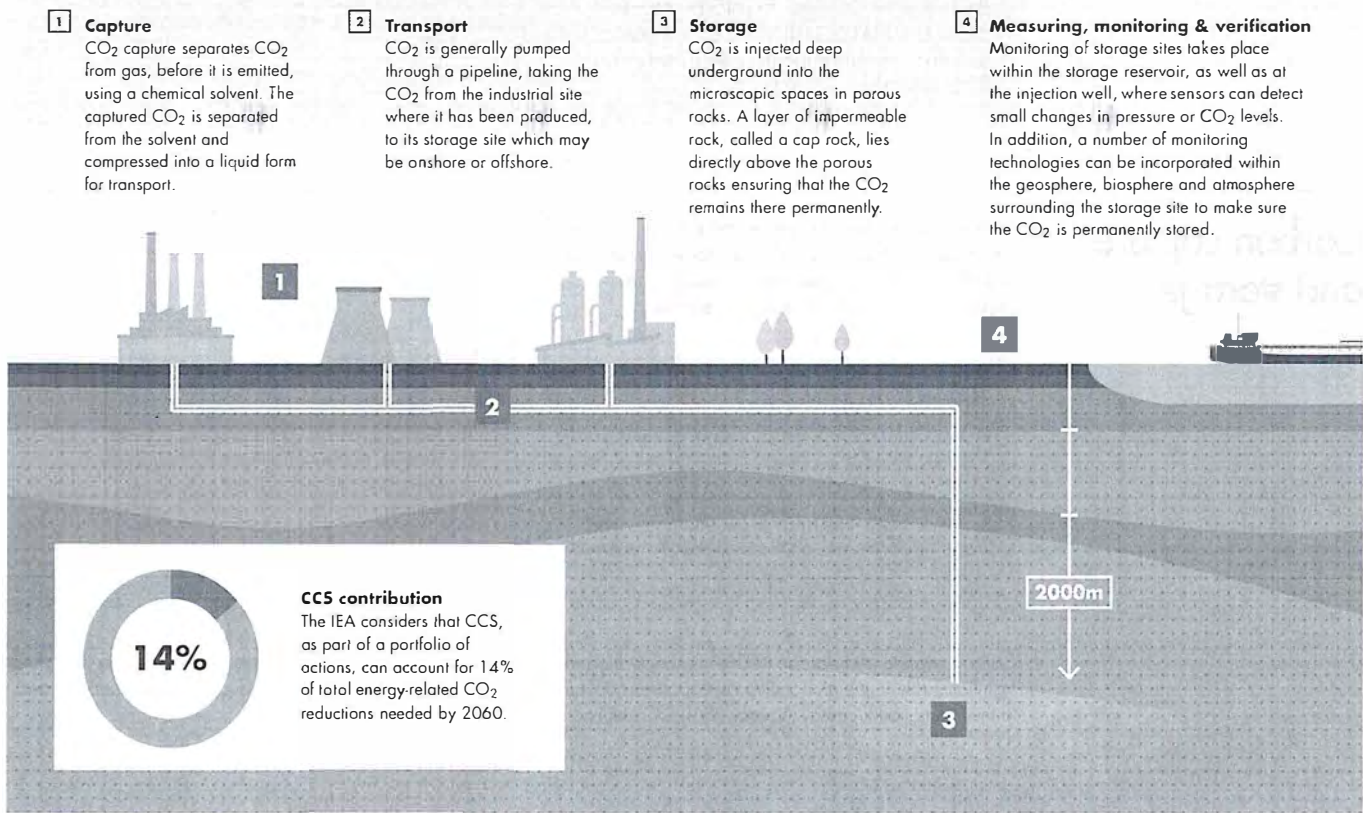 1 Capture
CO2 capture separates CO2
from gas, before it is emitted,
using a chemical solvent. The
captured CO2 is separated
from the solvent and
compressed into a liquid form
for transport.
2 Transport
CO2 is generally pumped
through a pipeline, taking the
CO2 from the industrial site
where it has been produced,
to its storage site which may
be onshore or offshore.
3 Storage
CO2 is injected deep
underground into the
microscopic spaces in porous
rocks. A layer of impermeable
rock, called a cap rock, lies
directly above the porous
rocks ensuring that the CO2
remains there permanently.
4 Measuring, monitoring & verification
Monitoring of storage sites takes place
within the storage reservoir, as well as at
the injection well, where sensors can detect
small changes in pressure or CO2 levels.
In addition, a number of monitoring
technologies can be incorporated within
the geosphere, biosphere and atmosphere
surrounding the storage site to make sure
the CO2 is permanently stored.
1
4
2
2000m
3
14%
CCS contribution
The IEA considers that CCS,
as part of a portfolio of
actions, can account for 14%
of total energy-related CO2
reductions needed by 2060.